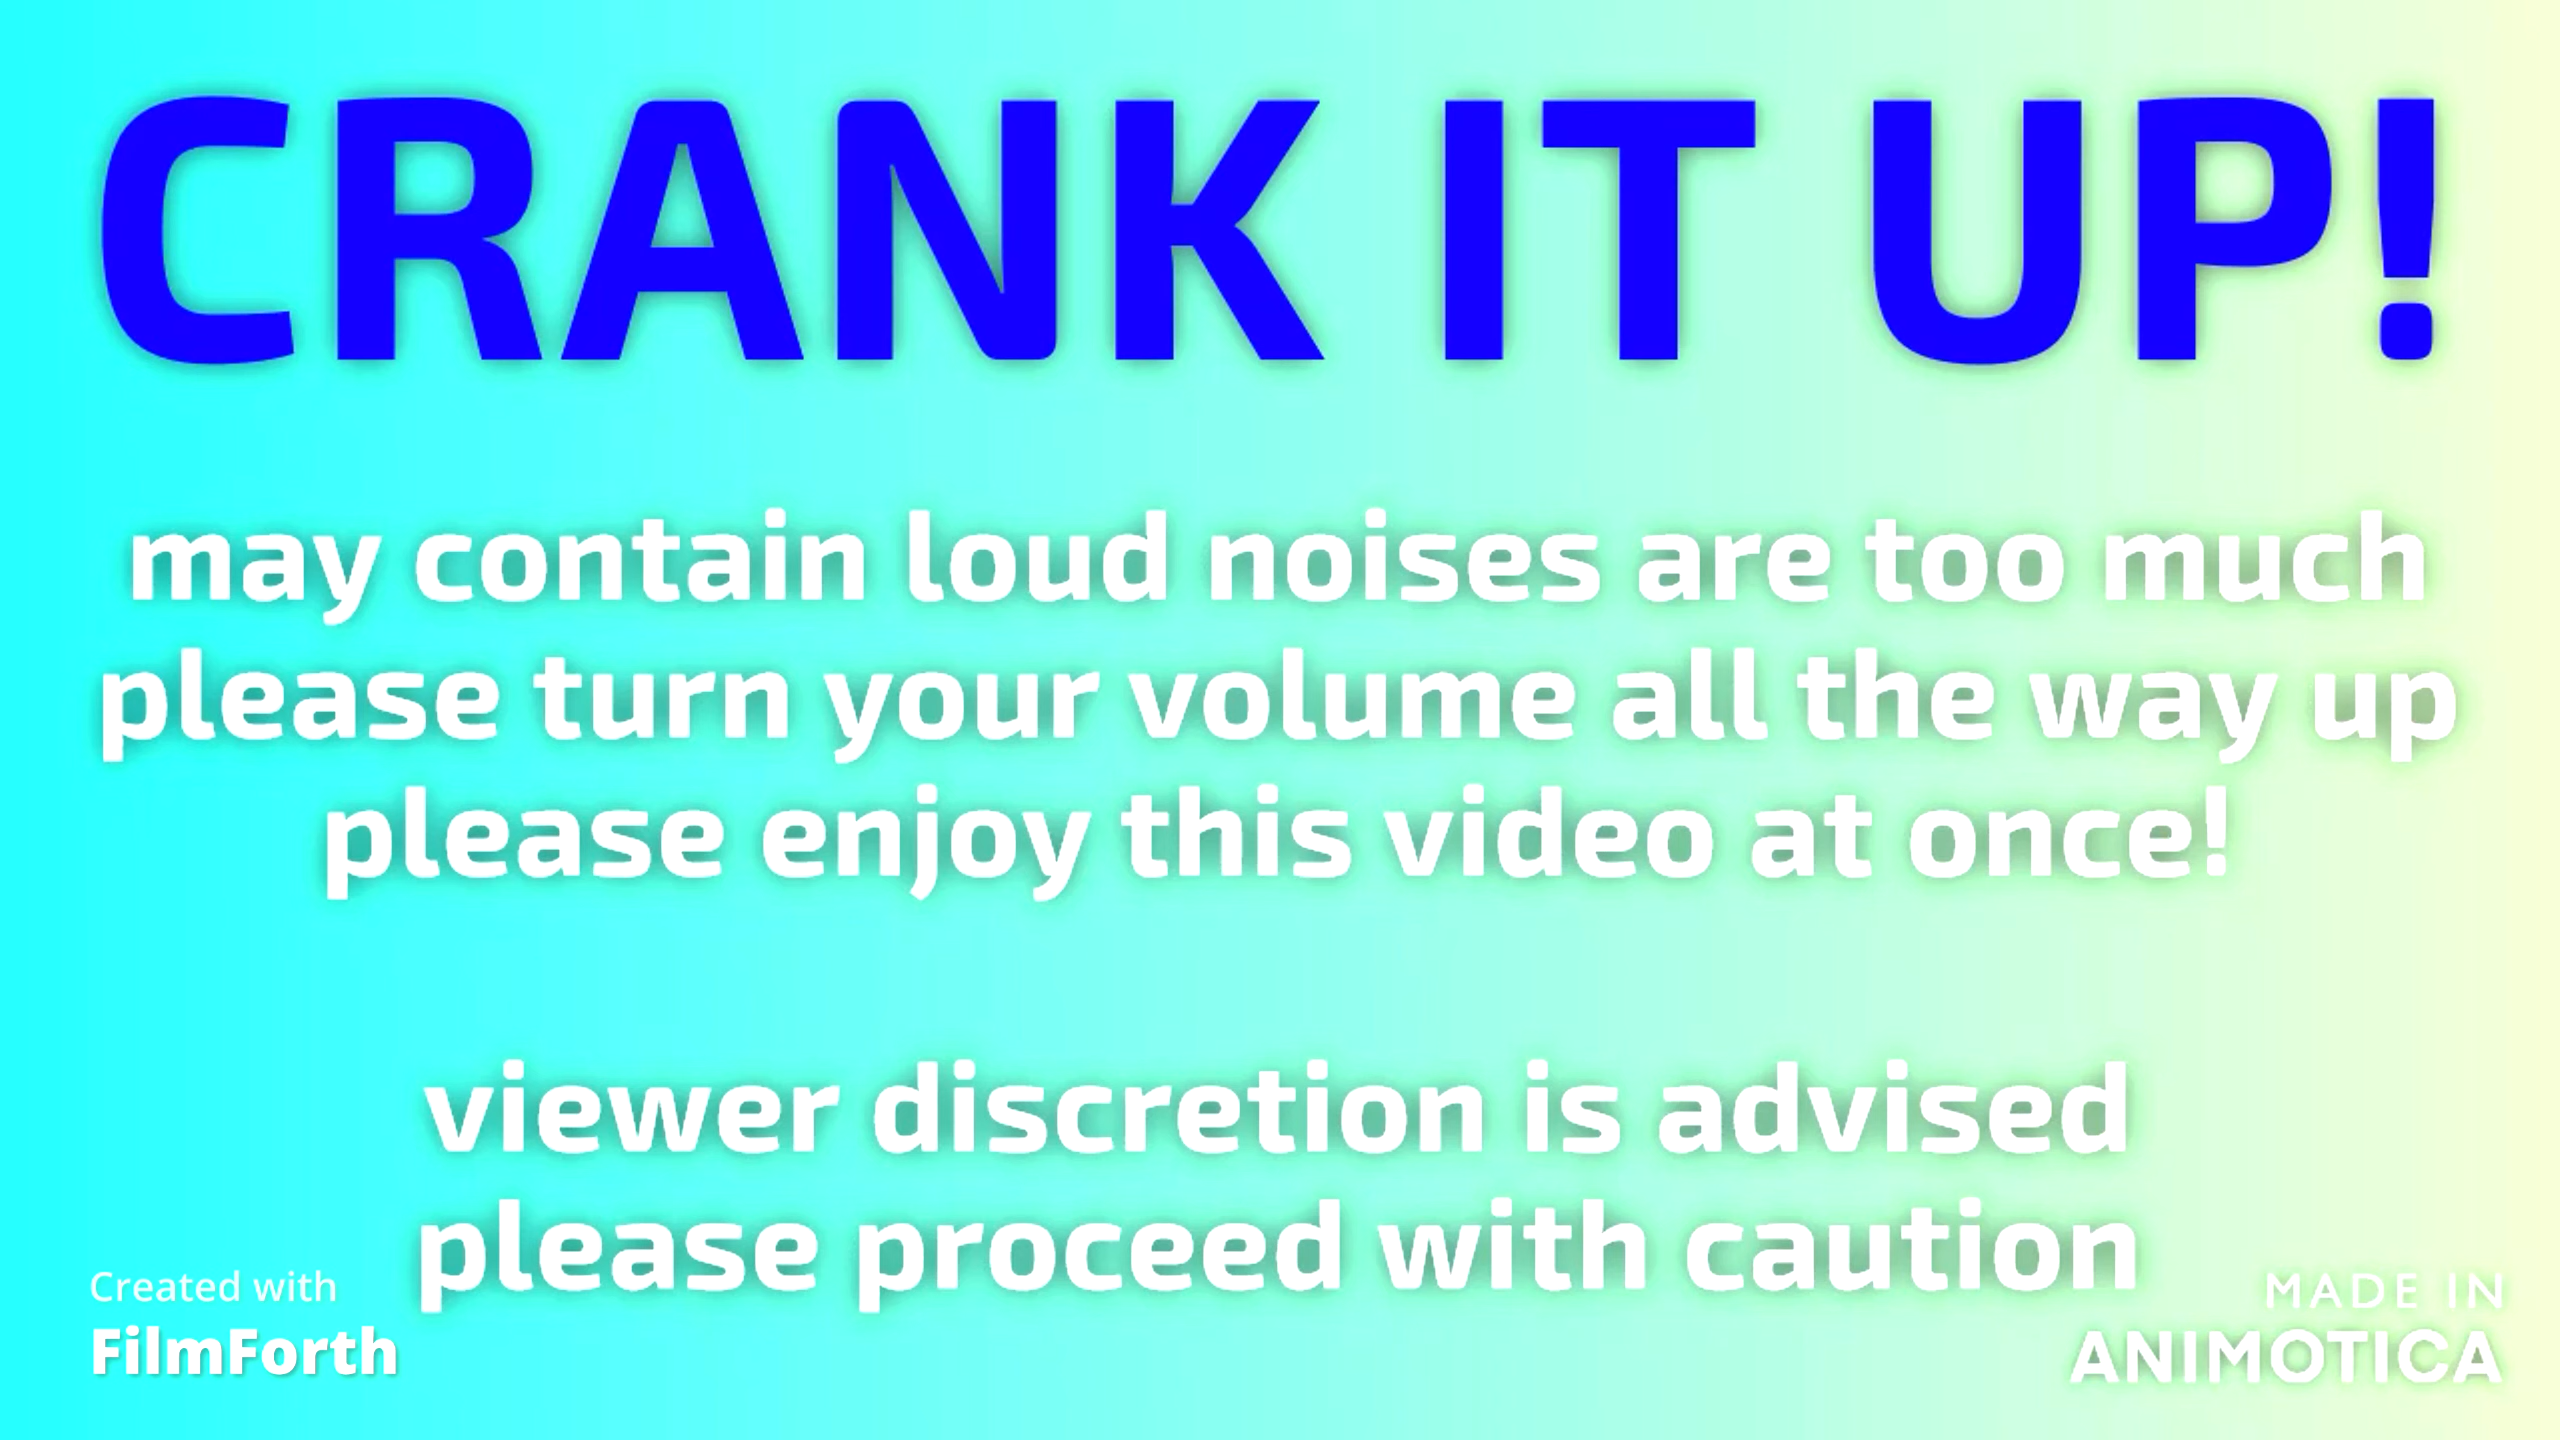 CRANK IT UP!
may contain loud noises are too much
please turn your volume all the way up
please enjoy this video at once!
viewer discretion is advised
please proceed with caution
Created with
FilmForth
MADE IN
ANIMOTICA